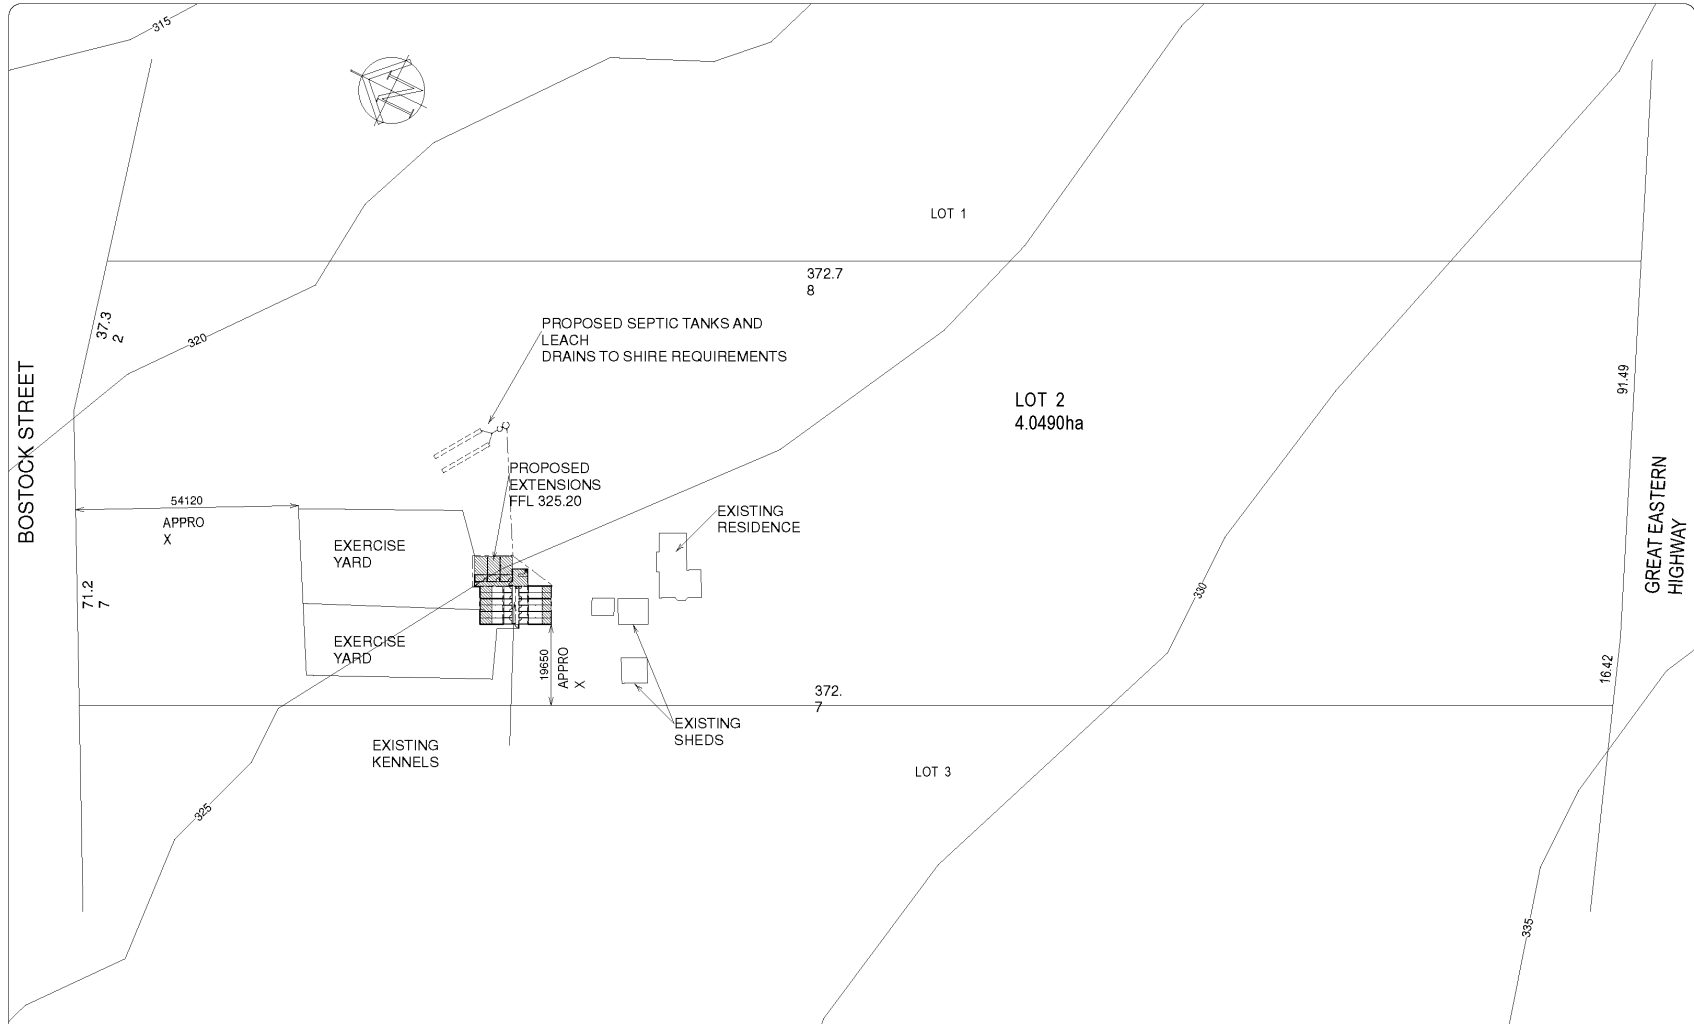 315
LOT 1
372.7
8
37.3
2
320
PROPOSED SEPTIC TANKS AND
LEACH
DRAINS TO SHIRE REQUIREMENTS
LOT 2
4.0490ha
91.49
BOSTOCK STREET
PROPOSED
EXTENSIONS
FFL 325.20
54120
APPRO
X
EXISTING
RESIDENCE
GREAT EASTERN
HIGHWAY
EXERCISE
YARD
71.2
7
330
EXERCISE
YARD
19650
APPRO
X
16.42
372.
7
EXISTING
SHEDS
EXISTING
KENNELS
LOT 3
325
335